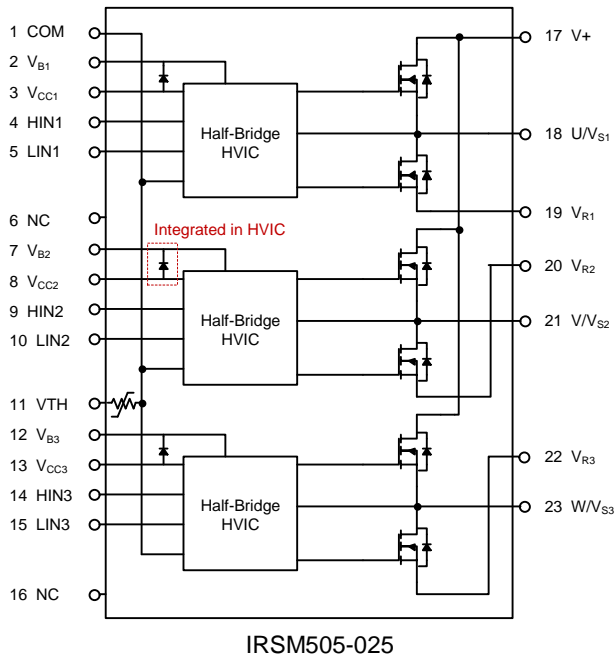 1 COM
2 VB1
3 VCC1
4 HIN1
5 LIN1
6 NC
7 VB2
8 VCC2
9 HIN2
10 LIN2
11 VTH
12 VB3
13 VCC3
14 HIN3
15 LIN3
16 NC
Half-Bridge
HVIC
Integrated in HVIC
Half-Bridge
HVIC
Half-Bridge
HVIC
17 V+
18 U/VS1
19 VR1
20 VR2
21 V/VS2
22 VR3
23 W/VS3
IRSM505-025